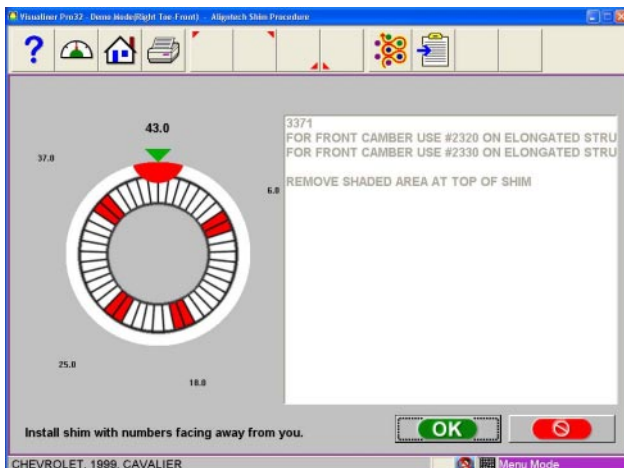 Visualiner Pro32 - Demo Mode(Right Toe-Front) - Aligntech Shim Procedure
?
43.0
37.0
6.0
25.0
18.0
3371
FOR FRONT CAMBER USE #2320 ON ELONGATED STRU
FOR FRONT CAMBER USE #2330 ON ELONGATED STRU
REMOVE SHADED AREA AT TOP OF SHIM
Install shim with numbers facing away from you.
OK
CHEVROLET, 1999, CAVALIER
Menu Mode